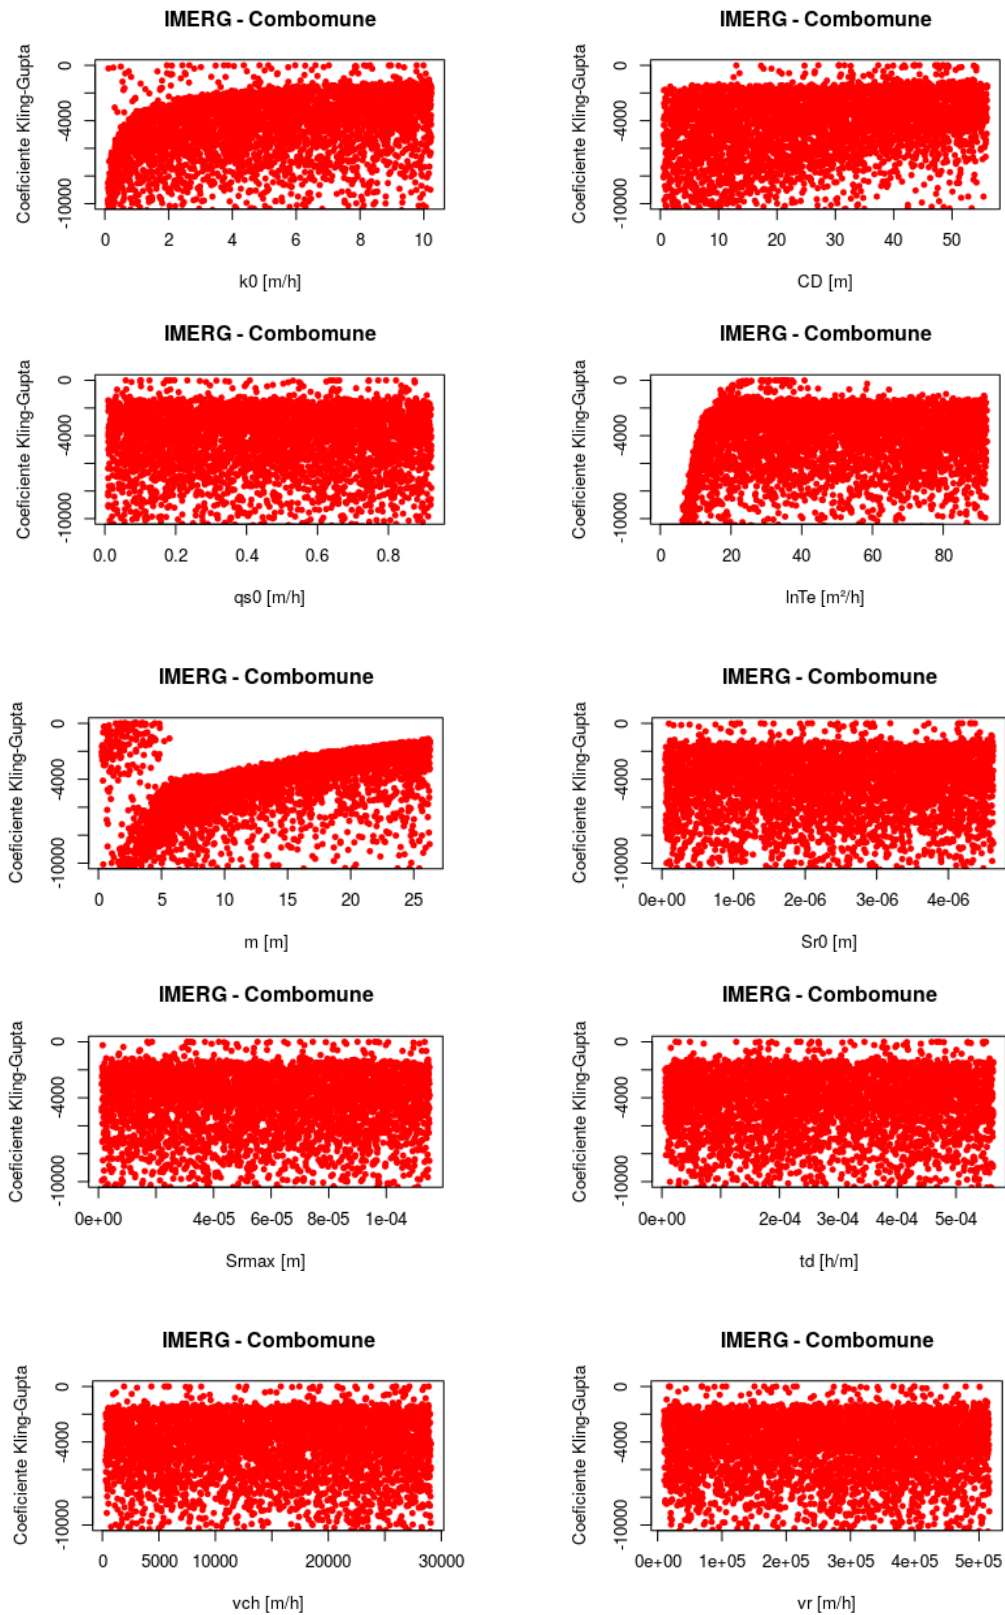 IMERG - Combomune
Coeficiente Kling-Gupta
0
-4000
-10000
0 2 4 6 8 10
k0 [m/h]
IMERG - Combomune
Coeficiente Kling-Gupta
0
-4000
-10000
0 10 20 30 40 50
CD [m]
IMERG - Combomune
Coeficiente Kling-Gupta
0
-4000
-10000
0.0 0.2 0.4 0.6 0.8
qs0 [m/h]
IMERG - Combomune
Coeficiente Kling-Gupta
0
-4000
-10000
0 20 40 60 80
lnTe [m²/h]
IMERG - Combomune
Coeficiente Kling-Gupta
0
-4000
-10000
0 5 10 15 20 25
m [m]
IMERG - Combomune
Coeficiente Kling-Gupta
0
-4000
-10000
0e+00 1e-06 2e-06 3e-06 4e-06
Sr0 [m]
IMERG - Combomune
Coeficiente Kling-Gupta
0
-4000
-10000
0e+00 4e-05 6e-05 8e-05 1e-04
Srmax [m]
IMERG - Combomune
Coeficiente Kling-Gupta
0
-4000
-10000
0e+00 2e-04 3e-04 4e-04 5e-04
td [h/m]
IMERG - Combomune
Coeficiente Kling-Gupta
0
-4000
-10000
0 5000 10000 20000 30000
vch [m/h]
IMERG - Combomune
Coeficiente Kling-Gupta
0
-4000
-10000
0e+00 1e+05 2e+05 3e+05 4e+05 5e+05
vr [m/h]